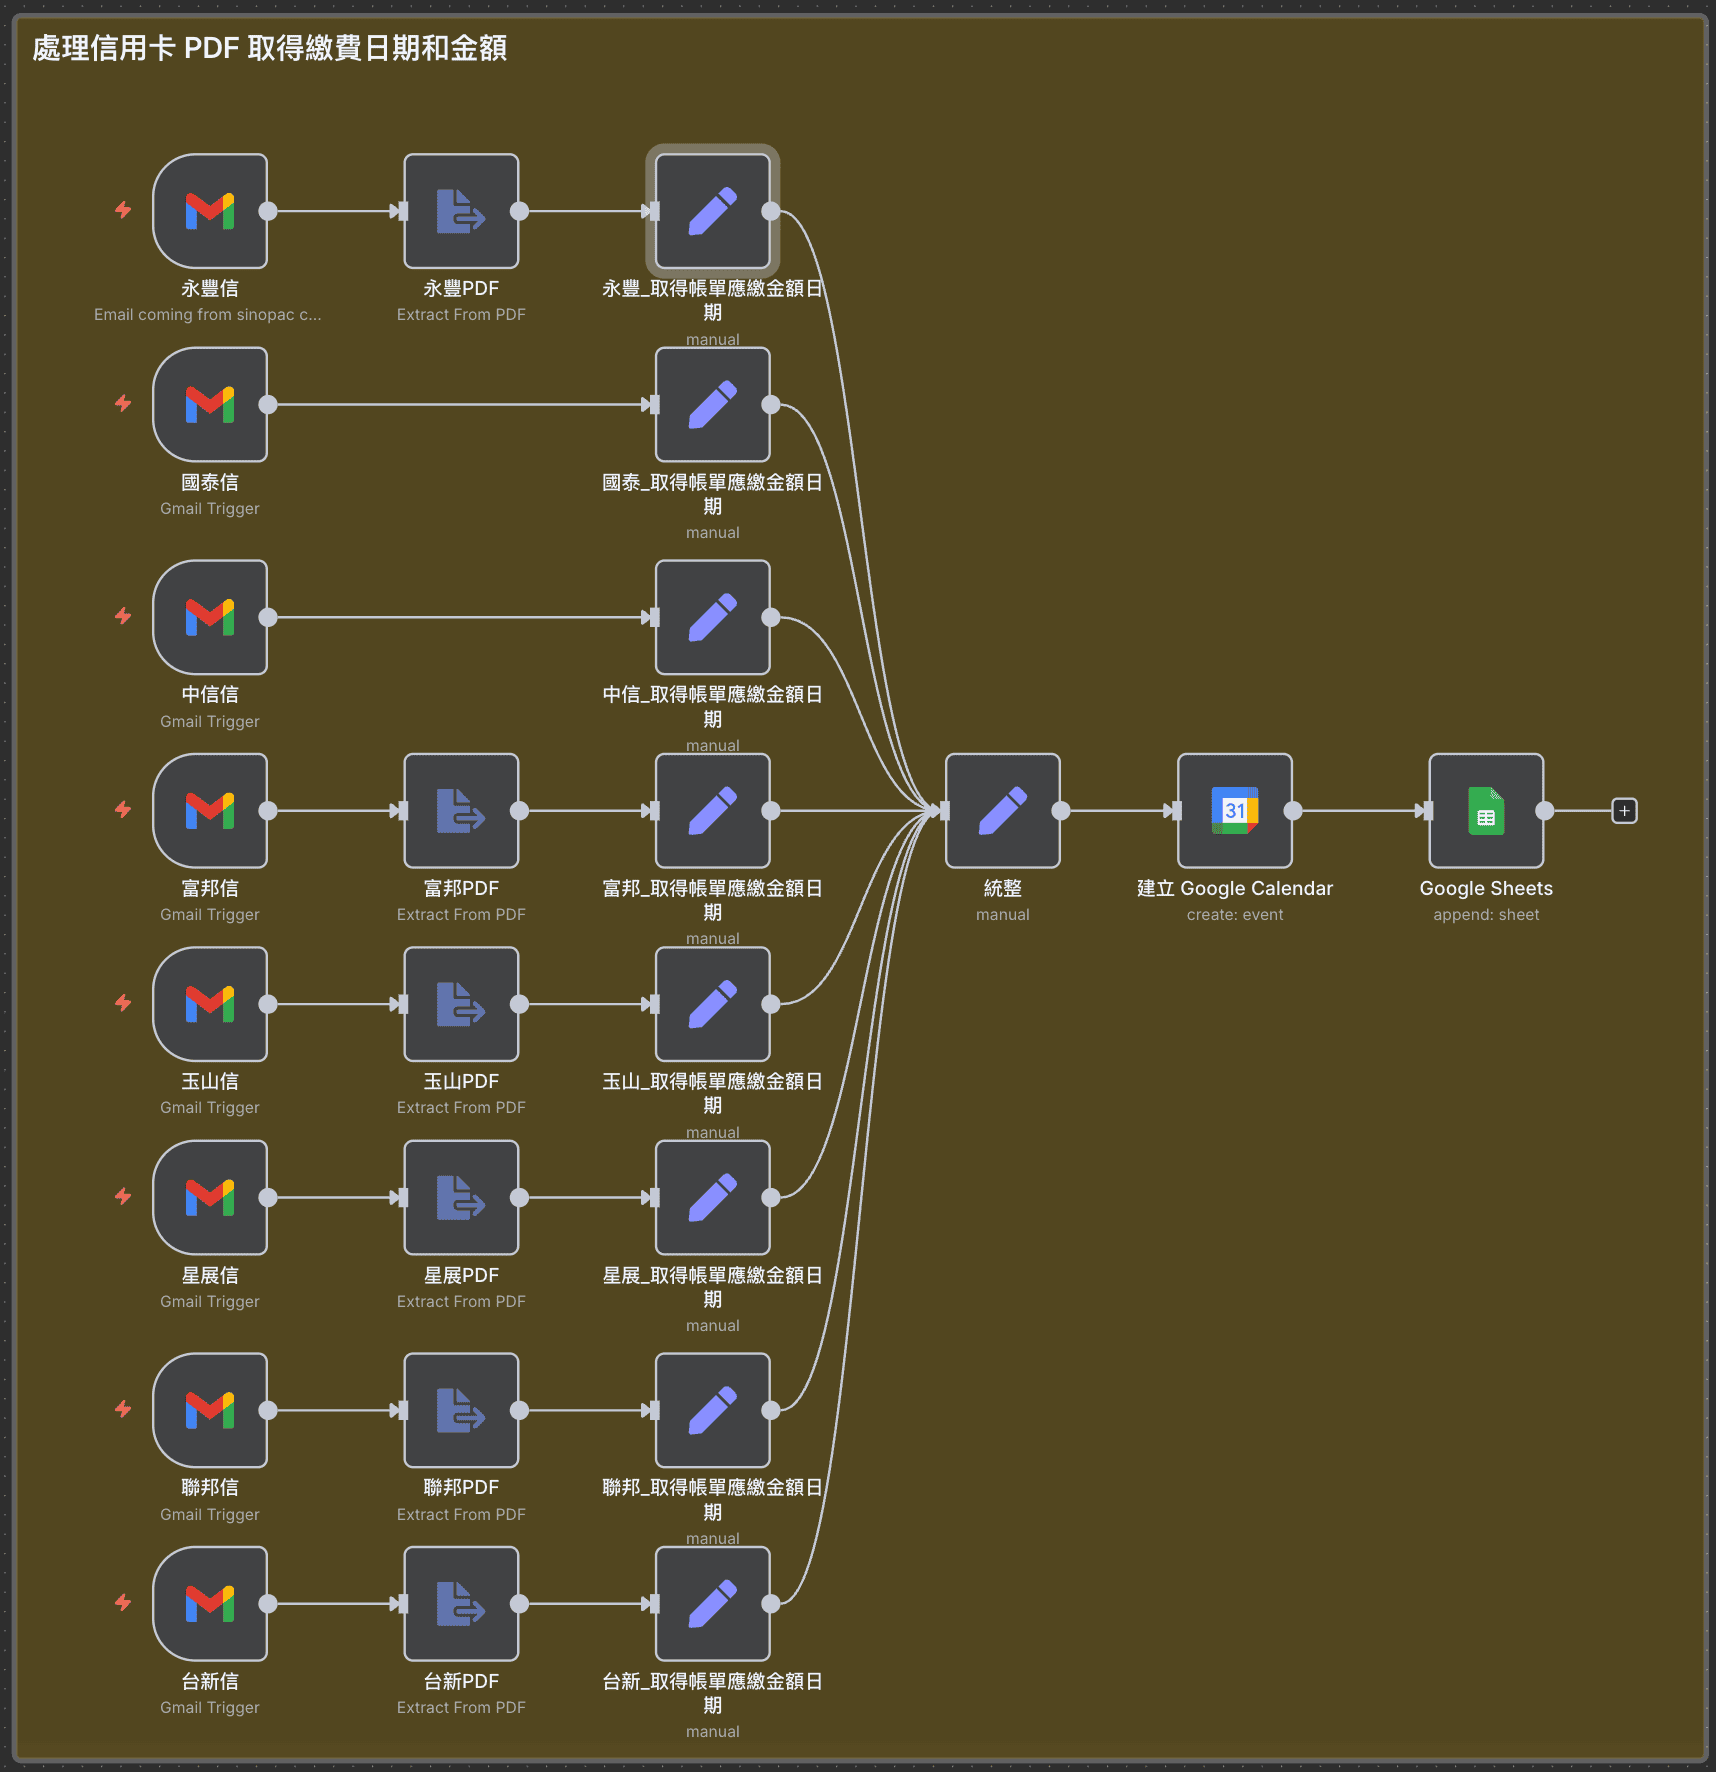 處理信用卡 PDF 取得繳費日期和金額
永豐信
Email coming from sinopac c...
永豐PDF
Extract From PDF
永豐_取得帳單應繳金額日
期
manual
國泰信
Gmail Trigger
國泰_取得帳單應繳金額日
期
manual
中信信
Gmail Trigger
中信_取得帳單應繳金額日
期
manual
富邦信
Gmail Trigger
富邦PDF
Extract From PDF
富邦_取得帳單應繳金額日
期
manual
統整
manual
31
建立 Google Calendar
create: event
Google Sheets
append: sheet
玉山信
Gmail Trigger
玉山PDF
Extract From PDF
玉山_取得帳單應繳金額日
期
manual
星展信
Gmail Trigger
星展PDF
Extract From PDF
星展_取得帳單應繳金額日
期
manual
聯邦信
Gmail Trigger
聯邦PDF
Extract From PDF
聯邦_取得帳單應繳金額日
期
manual
台新信
Gmail Trigger
台新PDF
Extract From PDF
台新_取得帳單應繳金額日
期
manual